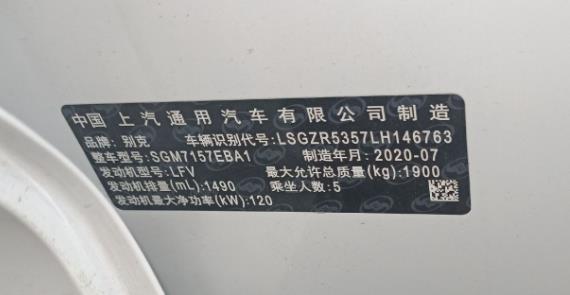 中国 上汽通用汽车有限公司制造
品牌:别克 车辆识别代号:LSGZR5357LH146763
整车型号:SGM7157EBA1 制造年月:2020-07
发动机型号:LFV 最大允许总质量(kg):1900
发动机排量(mL):1490 乘坐人数:5
发动机最大净功率(kW):120